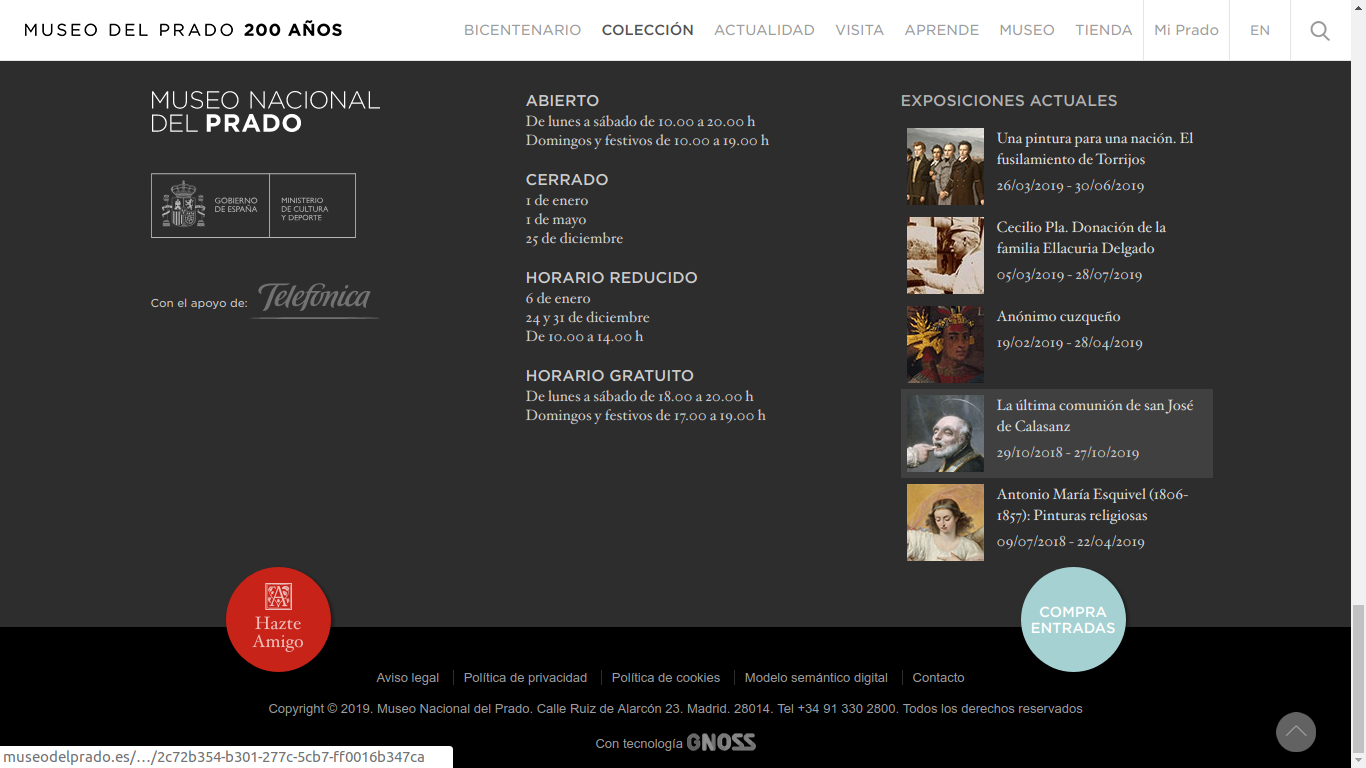 MUSEO DEL PRADO 200 AÑOS
BICENTENARIO
COLECCIÓN
ACTUALIDAD
VISITA
APRENDE
MUSEO
TIENDA
Mi Prado
EN
MUSEO NACIONAL
DEL PRADO
GOBIERNO
DE ESPAÑA
MINISTERIO
DE CULTURA
Y DEPORTE
Con el apoyo de: Telefónica
ABIERTO
De lunes a sábado de 10.00 a 20.00 h
Domingos y festivos de 10.00 a 19.00 h
CERRADO
1 de enero
1 de mayo
25 de diciembre
HORARIO REDUCIDO
6 de enero
24 y 31 de diciembre
De 10.00 a 14.00 h
HORARIO GRATUITO
De lunes a sábado de 18.00 a 20.00 h
Domingos y festivos de 17.00 a 19.00 h
EXPOSICIONES ACTUALES
Una pintura para una nación. El
fusilamiento de Torrijos
26/03/2019 - 30/06/2019
Cecilio Pla. Donación de la
familia Ellacuria Delgado
05/03/2019 - 28/07/2019
Anónimo cuzqueño
19/02/2019 - 28/04/2019
La última comunión de san José
de Calasanz
29/10/2018 - 27/10/2019
Antonio María Esquivel (1806-
1857): Pinturas religiosas
09/07/2018 - 22/04/2019
A
Hazte
Amigo
COMPRA
ENTRADAS
Aviso legal
Política de privacidad
Política de cookies
Modelo semántico digital
Contacto
Copyright © 2019. Museo Nacional del Prado. Calle Ruiz de Alarcón 23. Madrid. 28014. Tel +34 91 330 2800. Todos los derechos reservados
Con tecnología GNOSS
museodelprado.es/…/2c72b354-b301-277c-5cb7-ff0016b347ca